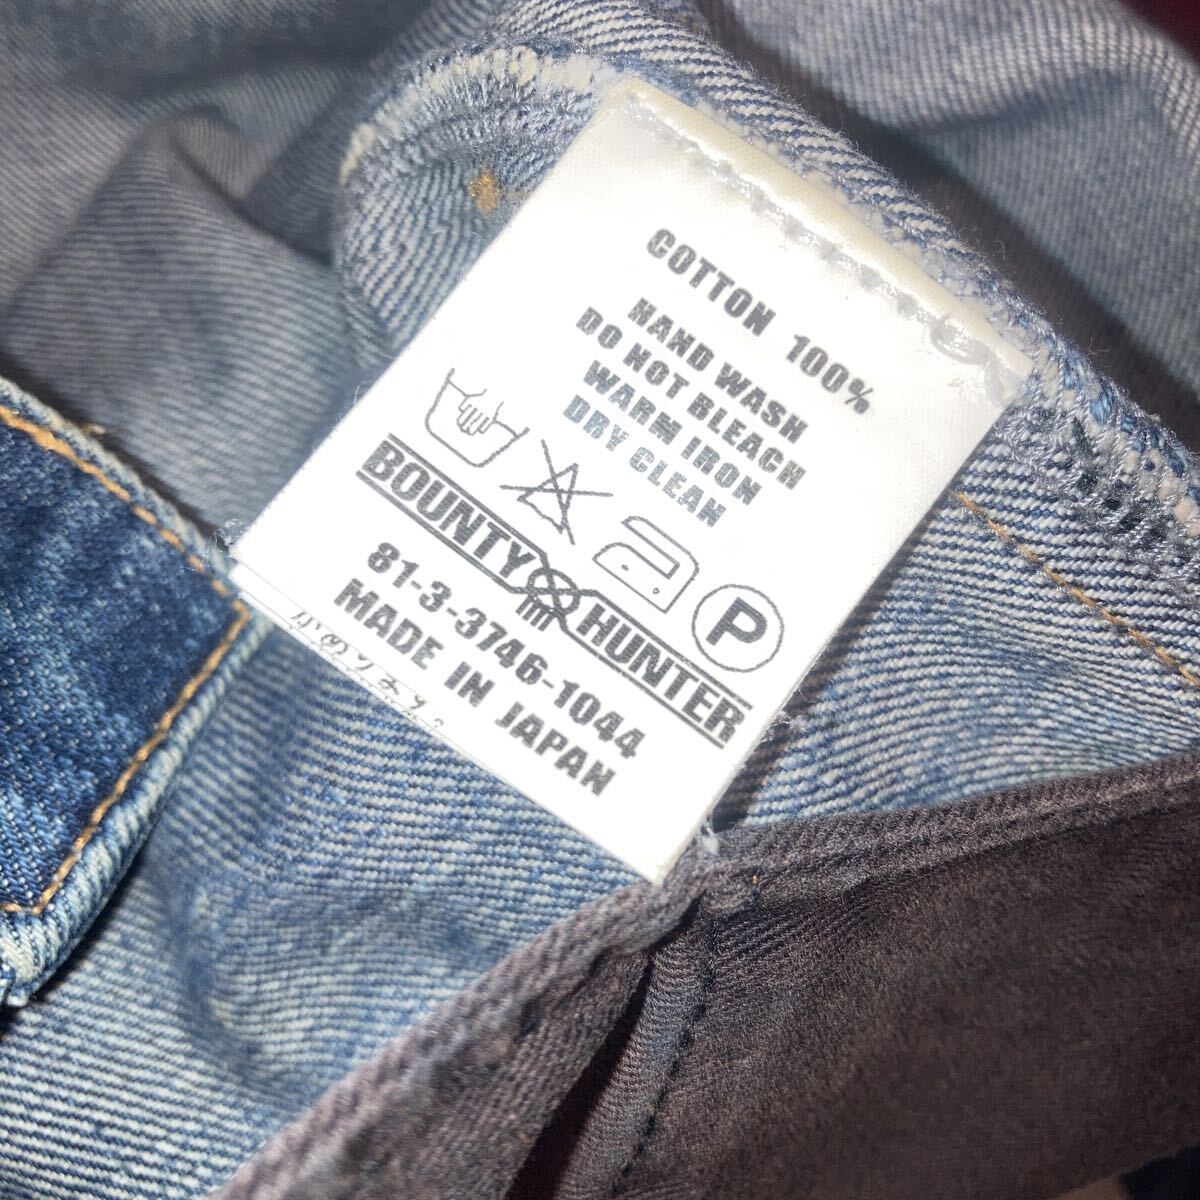 COTTON 100%
HAND WASH
DO NOT BLEACH
WARM IRON
DRY CLEAN
P
BOUNTY HUNTER
81-3-3746-1044
MADE IN JAPAN